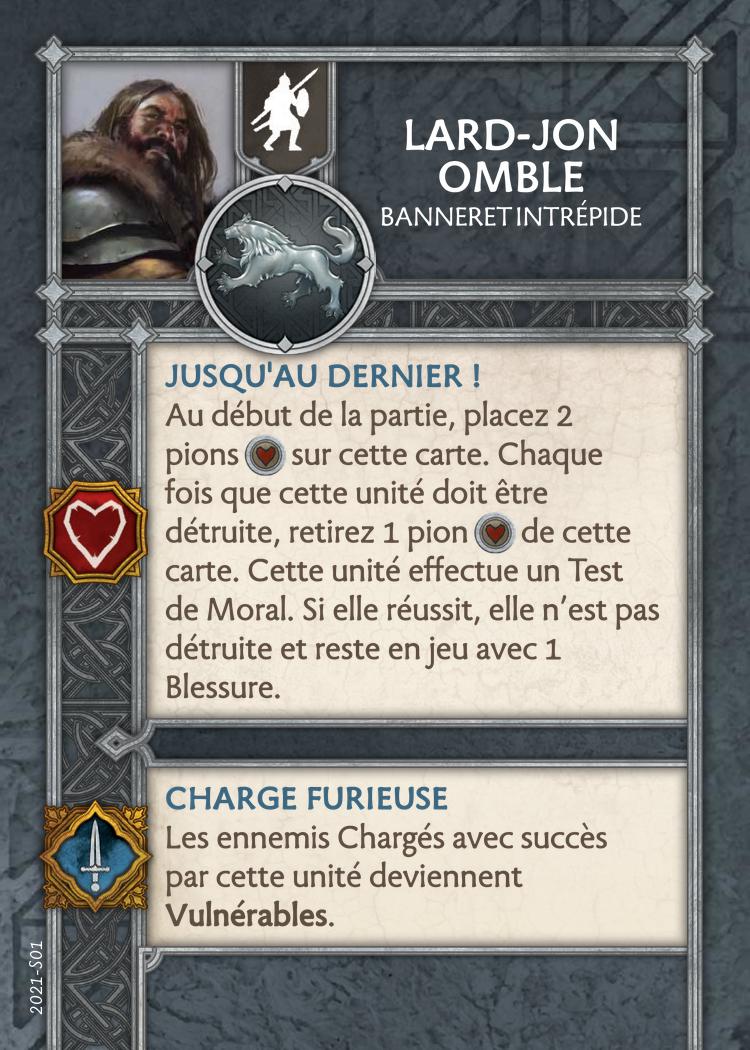 LARD-JON
OMBLE
BANNERET INTRÉPIDE
JUSQU'AU DERNIER !
Au début de la partie, placez 2
pions sur cette carte. Chaque
fois que cette unité doit être
détruite, retirez 1 pion de cette
carte. Cette unité effectue un Test
de Moral. Si elle réussit, elle n’est pas
détruite et reste en jeu avec 1
Blessure.
CHARGE FURIEUSE
Les ennemis Chargés avec succès
par cette unité deviennent
Vulnérables.
2021-S01